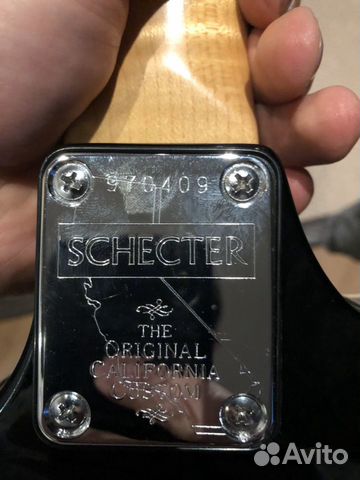 970409
SCHECTER
THE
ORIGINAL
CALIFORNIA
CUSTOM
Avito